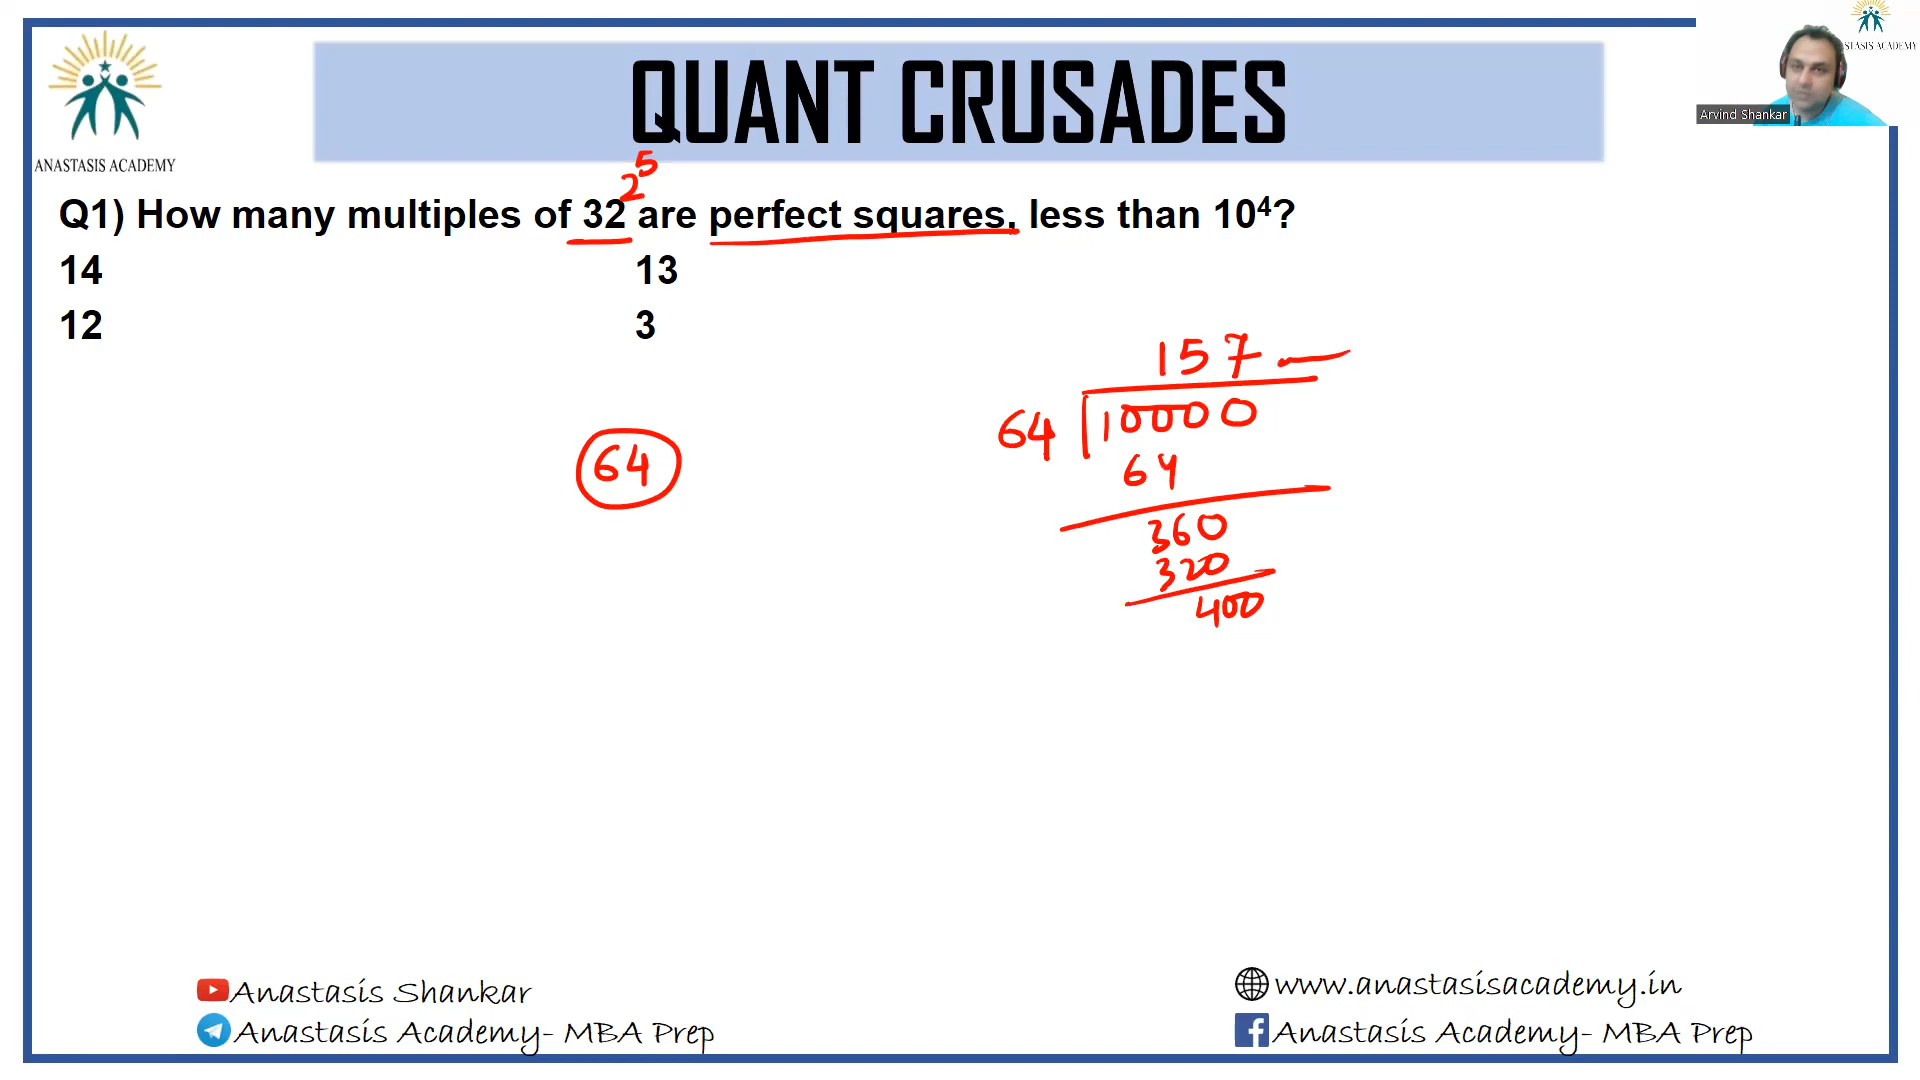 QUANT CRUSADES
ANASTASIS ACADEMY
STASIS ACADEMY
Arvind Shankar
2⁵
Q1) How many multiples of 32 are perfect squares, less than 10⁴?
14 13
12 3
157
64 10000
64
64
360
320
400
Anastasis Shankar
Anastasis Academy- MBA Prep
www.anastasisacademy.in
Anastasis Academy- MBA Prep